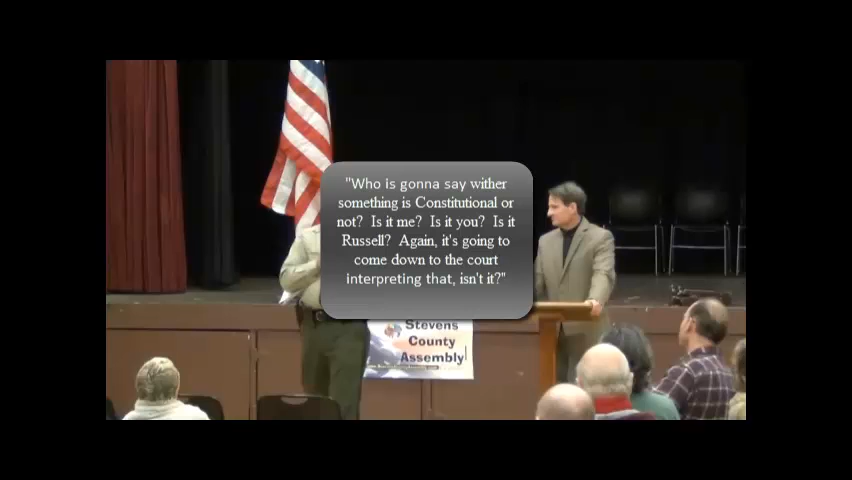 "Who is gonna say wither
something is Constitutional or
not?  Is it me?  Is it you?  Is it
Russell?  Again, it's going to
come down to the court
interpreting that, isn't it?"
Stevens
County
Assembly